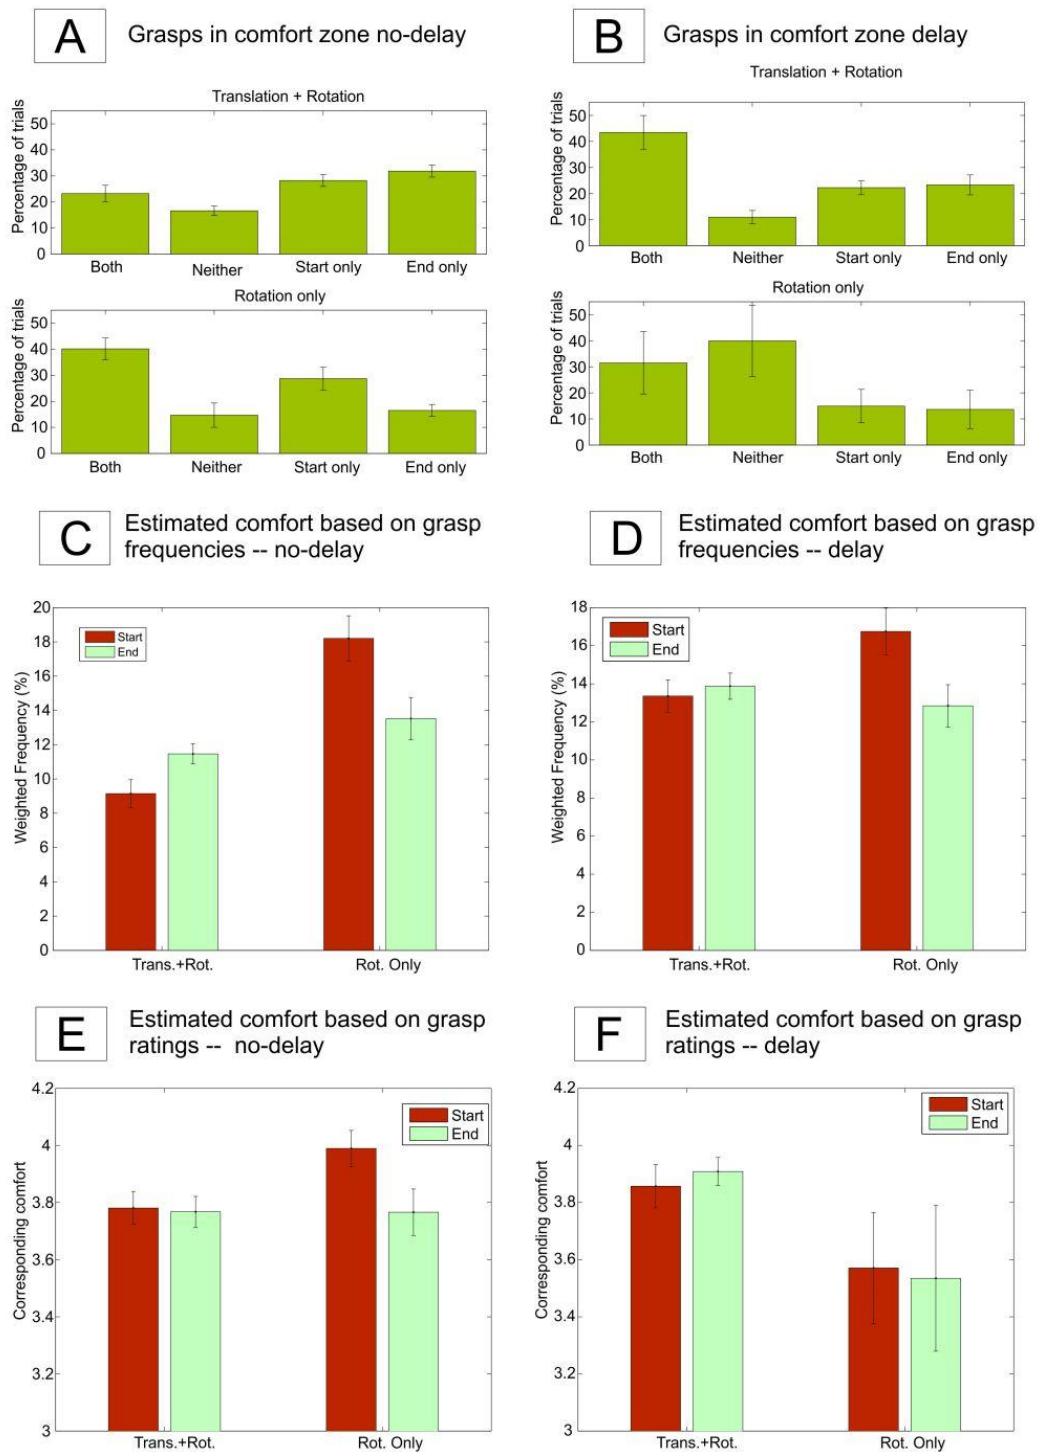 A
Grasps in comfort zone no-delay
Translation + Rotation
Percentage of trials
50
40
30
20
10
0
Both
Neither
Start only
End only
Rotation only
Percentage of trials
50
40
30
20
10
0
Both
Neither
Start only
End only
B
Grasps in comfort zone delay
Translation + Rotation
Percentage of trials
50
40
30
20
10
0
Both
Neither
Start only
End only
Rotation only
Percentage of trials
50
40
30
20
10
0
Both
Neither
Start only
End only
C
Estimated comfort based on grasp
frequencies -- no-delay
Weighted Frequency (%)
20
18
16
14
12
10
8
6
4
2
0
Start
End
Trans.+Rot.
Rot. Only
D
Estimated comfort based on grasp
frequencies -- delay
Weighted Frequency (%)
18
16
14
12
10
8
6
4
2
0
Start
End
Trans.+Rot.
Rot. Only
E
Estimated comfort based on grasp
ratings -- no-delay
Corresponding comfort
4.2
4
3.8
3.6
3.4
3.2
3
Start
End
Trans.+Rot.
Rot. Only
F
Estimated comfort based on grasp
ratings -- delay
Corresponding comfort
4.2
4
3.8
3.6
3.4
3.2
3
Start
End
Trans.+Rot.
Rot. Only